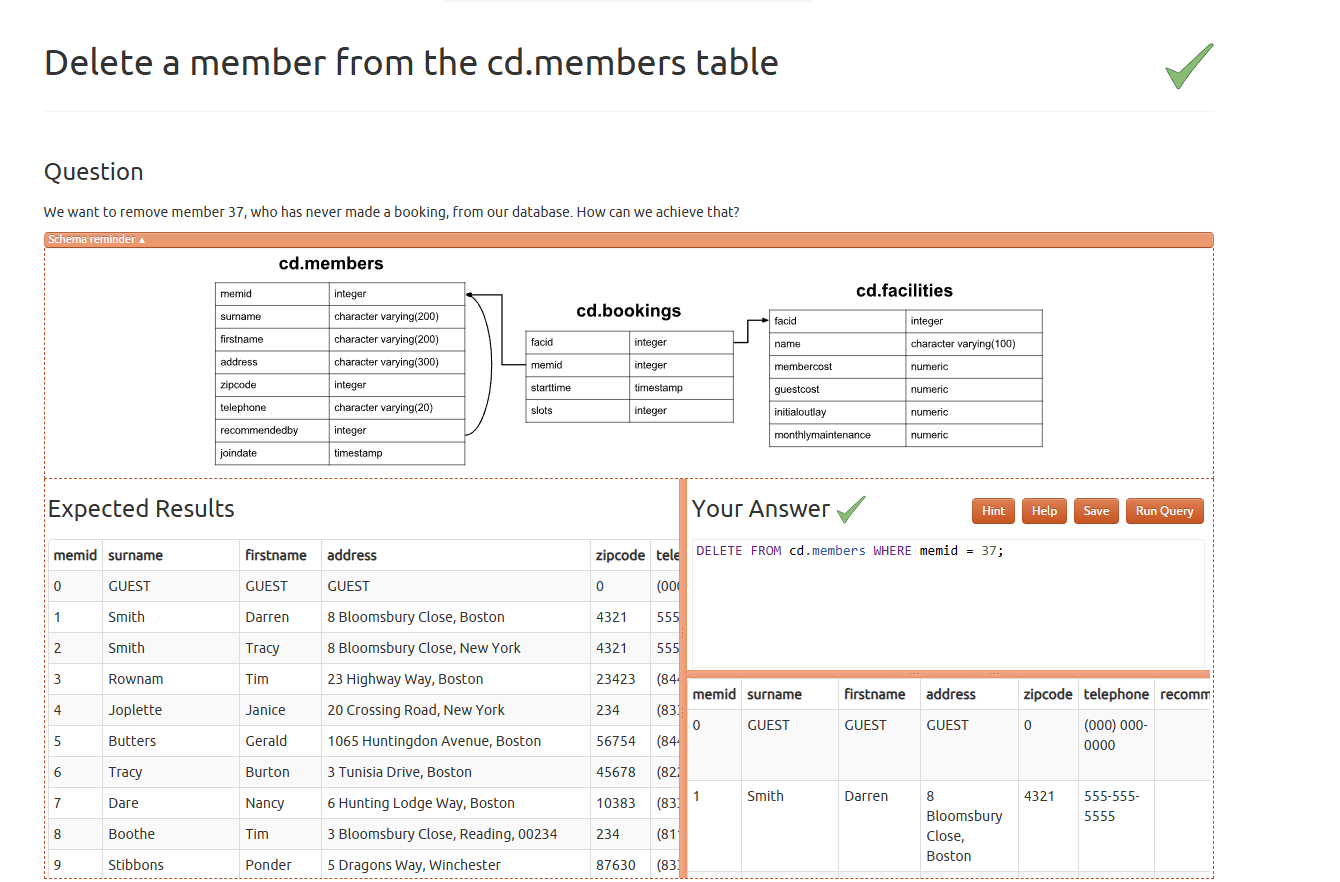 Delete a member from the cd.members table
Question
We want to remove member 37, who has never made a booking, from our database. How can we achieve that?
Schema reminder ▴
cd.members
memid integer
surname character varying(200)
firstname character varying(200)
address character varying(300)
zipcode integer
telephone character varying(20)
recommendedby integer
joindate timestamp
cd.bookings
facid integer
memid integer
starttime timestamp
slots integer
cd.facilities
facid integer
name character varying(100)
membercost numeric
guestcost numeric
initialoutlay numeric
monthlymaintenance numeric
Expected Results
memid surname firstname address zipcode tele
0 GUEST GUEST GUEST 0 (00
1 Smith Darren 8 Bloomsbury Close, Boston 4321 555
2 Smith Tracy 8 Bloomsbury Close, New York 4321 555
3 Rownam Tim 23 Highway Way, Boston 23423 (84
4 Joplette Janice 20 Crossing Road, New York 234 (83
5 Butters Gerald 1065 Huntingdon Avenue, Boston 56754 (84
6 Tracy Burton 3 Tunisia Drive, Boston 45678 (82
7 Dare Nancy 6 Hunting Lodge Way, Boston 10383 (83
8 Boothe Tim 3 Bloomsbury Close, Reading, 00234 234 (81
9 Stibbons Ponder 5 Dragons Way, Winchester 87630 (83
Your Answer
Hint Help Save Run Query
DELETE FROM cd.members WHERE memid = 37;
memid surname firstname address zipcode telephone recomm
0 GUEST GUEST GUEST 0 (000) 000-
0000
1 Smith Darren 8 4321 555-555-
Bloomsbury 5555
Close,
Boston